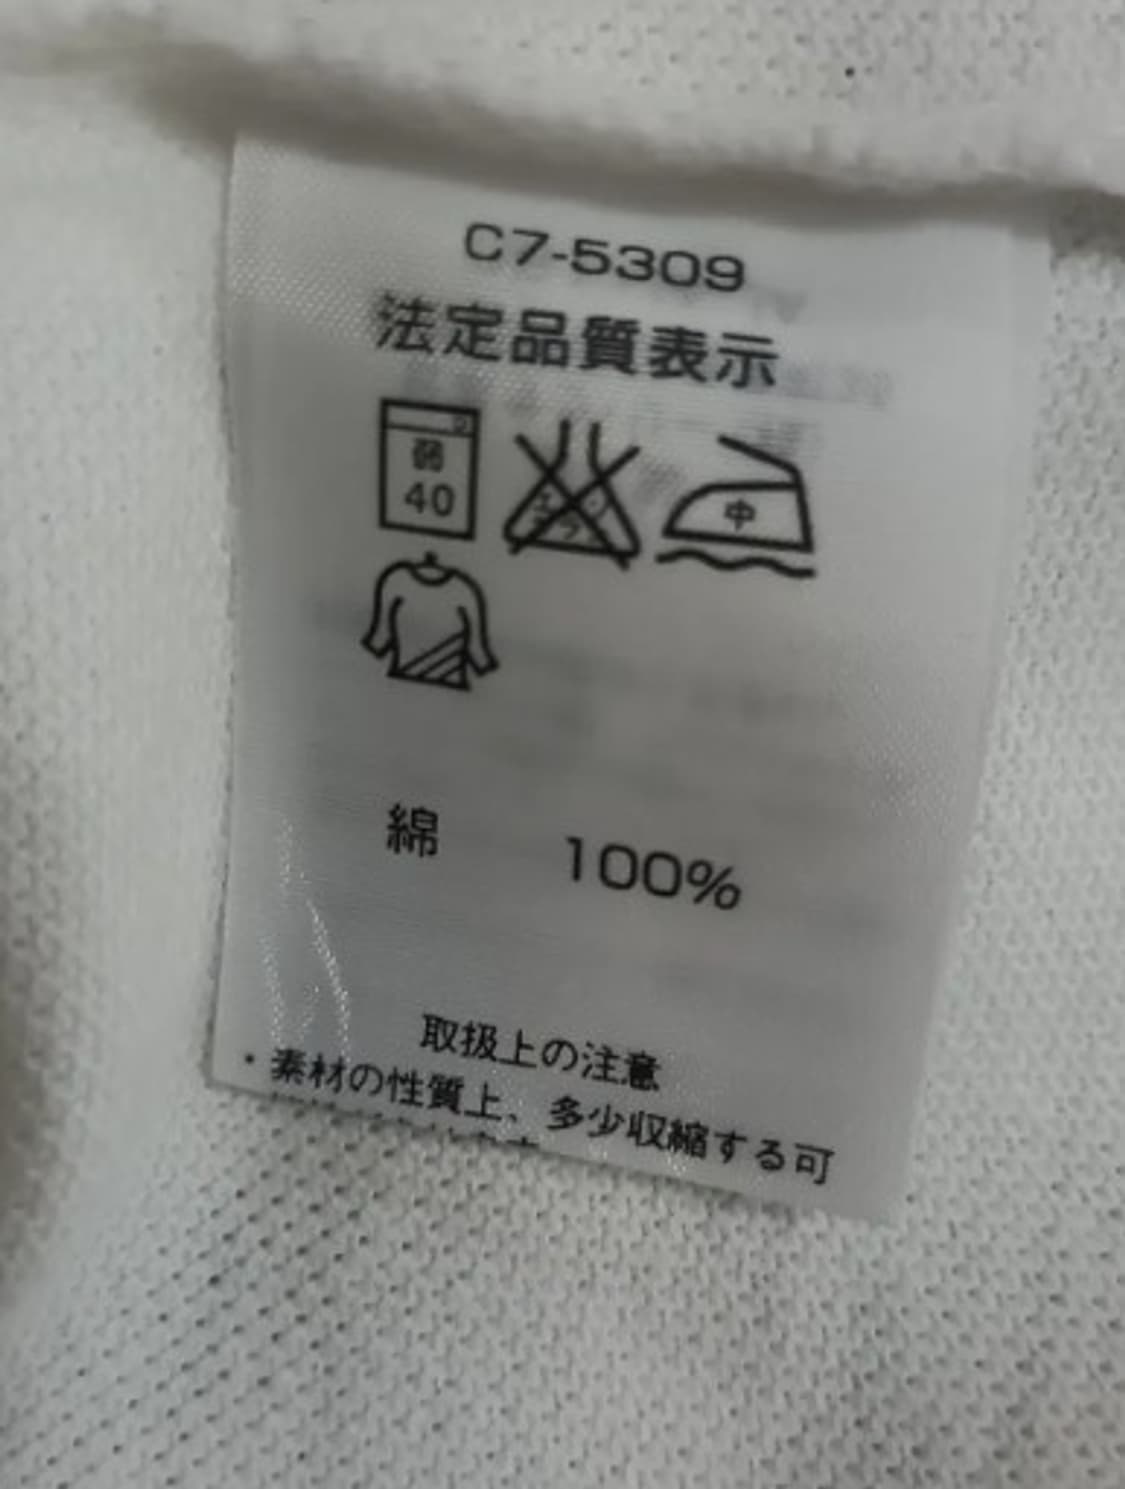 C7-5309
法定品質表示
弱
40
中
綿 100%
取扱上の注意
・素材の性質上、多少収縮する可